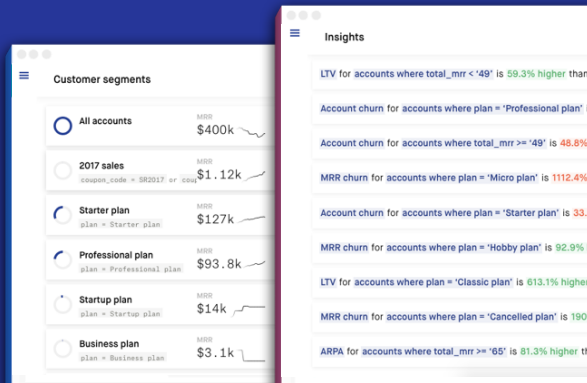 Customer segments
All accounts
MRR
$400k
2017 sales
coupon_code = SR2017 or coup
MRR
$1.12k
Starter plan
plan = Starter plan
MRR
$127k
Professional plan
plan = Professional plan
MRR
$93.8k
Startup plan
plan = Startup plan
MRR
$14k
Business plan
plan = Business plan
MRR
$3.1k
Insights
LTV for accounts where total_mrr < '49' is 59.3% higher than
Account churn for accounts where plan = 'Professional plan'
Account churn for accounts where total_mrr >= '49' is 48.8%
MRR churn for accounts where plan = 'Micro plan' is 1112.4%
Account churn for accounts where plan = 'Starter plan' is 33.
MRR churn for accounts where plan = 'Hobby plan' is 92.9%
LTV for accounts where plan = 'Classic plan' is 613.1% higher
MRR churn for accounts where plan = 'Cancelled plan' is 190
ARPA for accounts where total_mrr >= '65' is 81.3% higher th